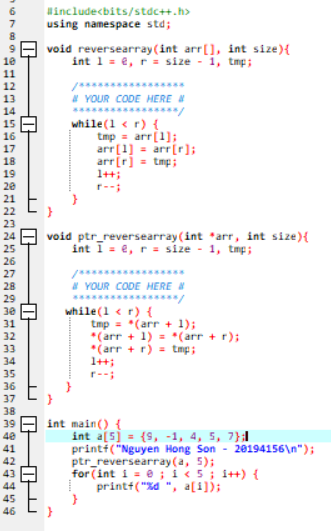 6 #include<bits/stdc++.h>
7 using namespace std;
8
9 void reversearray(int arr[], int size){
10 int l = 0, r = size - 1, tmp;
11
12 /*****************
13 # YOUR CODE HERE #
14 *****************/
15 while(l < r) {
16 tmp = arr[l];
17 arr[l] = arr[r];
18 arr[r] = tmp;
19 l++;
20 r--;
21 }
22 }
23
24 void ptr_reversearray(int *arr, int size){
25 int l = 0, r = size - 1, tmp;
26
27 /*****************
28 # YOUR CODE HERE #
29 *****************/
30 while(l < r) {
31 tmp = *(arr + l);
32 *(arr + l) = *(arr + r);
33 *(arr + r) = tmp;
34 l++;
35 r--;
36 }
37 }
38
39 int main() {
40 int a[5] = {9, -1, 4, 5, 7};
41 printf("Nguyen Hong Son - 20194156\n");
42 ptr_reversearray(a, 5);
43 for(int i = 0 ; i < 5 ; i++) {
44 printf("%d ", a[i]);
45 }
46 }